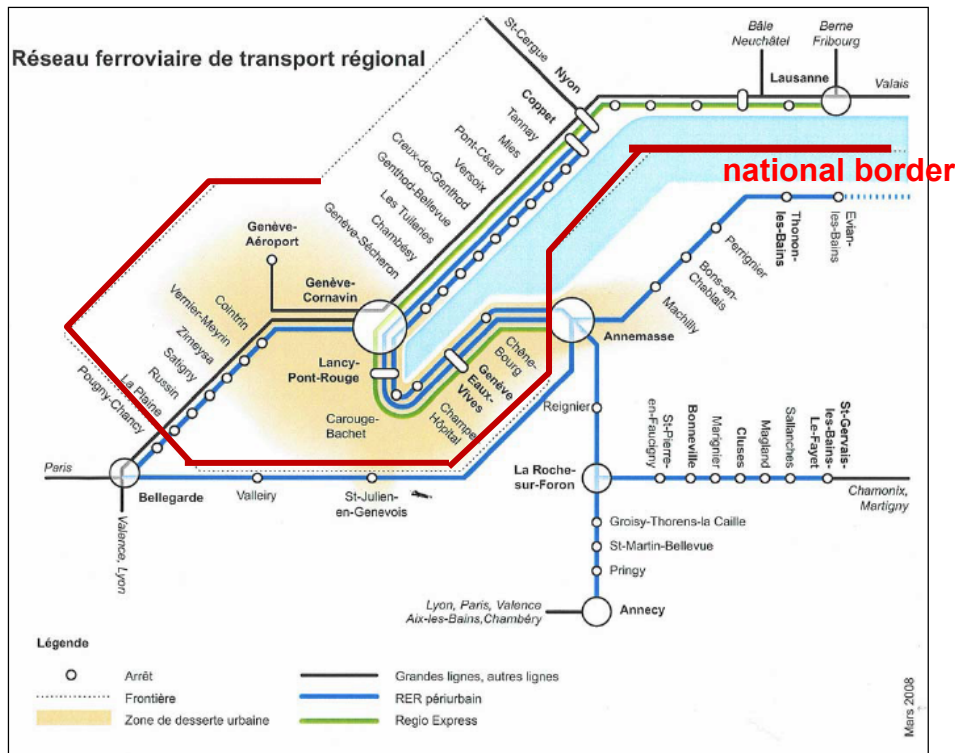 Réseau ferroviaire de transport régional
St-Cergue
Nyon
Coppet
Tannay
Mies
Pont-Céard
Versoix
Creux-de-Genthod
Genthod-Bellevue
Les Tuileries
Chambésy
Genève-Sécheron
Bâle
Neuchâtel
Berne
Fribourg
Lausanne
Valais
national border
Genève-
Aéroport
Genève-
Cornavin
Cointrin
Vernier-Meyrin
Zimeysa
Satigny
Russin
La Plaine
Pougny-Chancy
Lancy-
Pont-Rouge
Carouge-
Bachet
Champel
Hôpital
Genève
Eaux-
Vives
Chêne-
Bourg
Annemasse
Machilly
Bons-en-
Chablais
Perrignier
Thonon-
les-Bains
Evian-
les-Bains
Paris
Bellegarde
Valence, Lyon
Valleiry
St-Julien-
en-Genevois
Reignier
La Roche-
sur-Foron
St-Pierre-
en-Faucigny
Bonneville
Marignier
Cluses
Magland
Sallanches
St-Gervais-
les-Bains-
Le-Fayet
Chamonix,
Martigny
Groisy-Thorens-la Caille
St-Martin-Bellevue
Pringy
Lyon, Paris, Valence
Aix-les-Bains,Chambéry
Annecy
Légende
Arrêt
Frontière
Zone de desserte urbaine
Grandes lignes, autres lignes
RER périurbain
Regio Express
Mars 2008